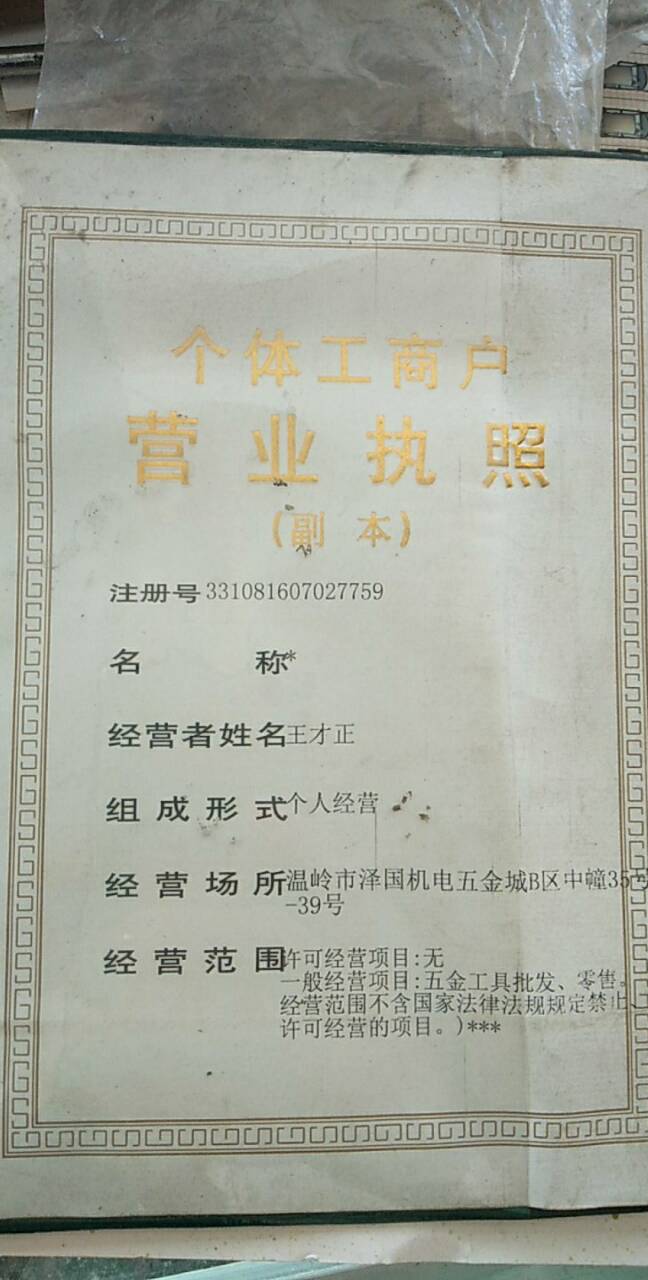 个体工商户
营业执照
(副本)
注册号331081607027759
名称*
经营者姓名王才正
组成形式个人经营
经营场所温岭市泽国机电五金城B区中幢35号
-39号
经营范围许可经营项目:无
一般经营项目:五金工具批发、零售。
经营范围不含国家法律法规规定禁止、
许可经营的项目。)***